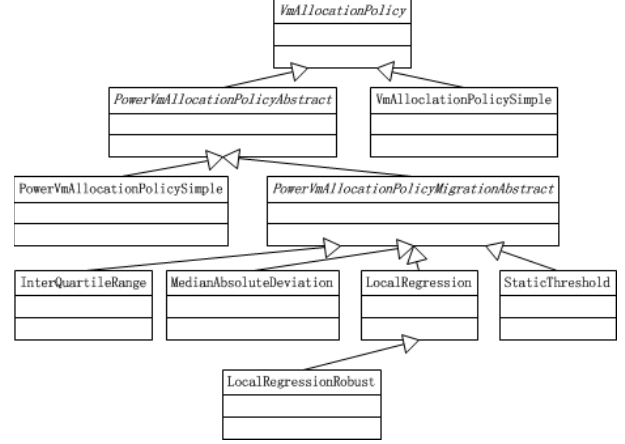 VmAllocationPolicy
PowerVmAllocationPolicyAbstract
VmAlloclationPolicySimple
PowerVmAllocationPolicySimple
PowerVmAllocationPolicyMigrationAbstract
InterQuartileRange
MedianAbsoluteDeviation
LocalRegression
StaticThreshold
LocalRegressionRobust